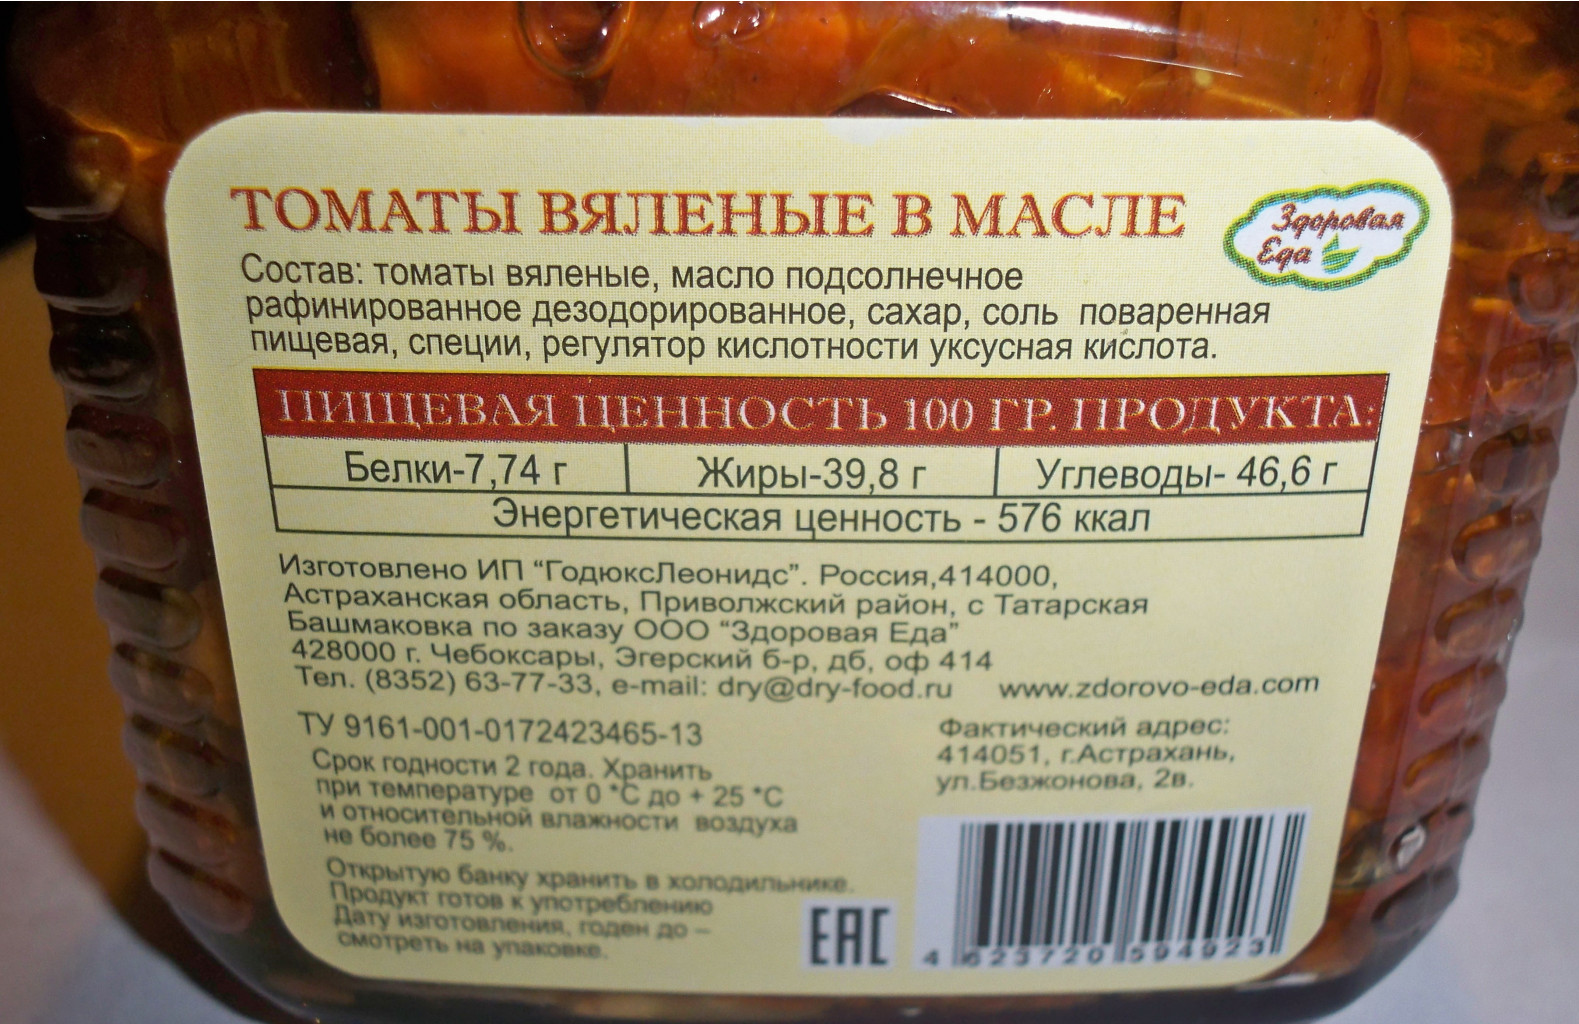 ТОМАТЫ ВЯЛЕНЫЕ В МАСЛЕ
Здоровая
Еда
Состав: томаты вяленые, масло подсолнечное
рафинированное дезодорированное, сахар, соль поваренная
пищевая, специи, регулятор кислотности уксусная кислота.
ПИЩЕВАЯ ЦЕННОСТЬ 100 ГР. ПРОДУКТА:
Белки-7,74 г Жиры-39,8 г Углеводы- 46,6 г
Энергетическая ценность - 576 ккал
Изготовлено ИП “ГодюксЛеонидс”. Россия,414000,
Астраханская область, Приволжский район, с Татарская
Башмаковка по заказу ООО “Здоровая Еда”
428000 г. Чебоксары, Эгерский б-р, д6, оф 414
Тел. (8352) 63-77-33, e-mail: dry@dry-food.ru www.zdorovo-eda.com
ТУ 9161-001-0172423465-13
Срок годности 2 года. Хранить
при температуре от 0 °С до + 25 °С
и относительной влажности воздуха
не более 75 %.
Открытую банку хранить в холодильнике.
Продукт готов к употреблению
Дату изготовления, годен до –
смотреть на упаковке.
Фактический адрес:
414051, г.Астрахань,
ул.Безжонова, 2в.
EAC
4 623720 594923